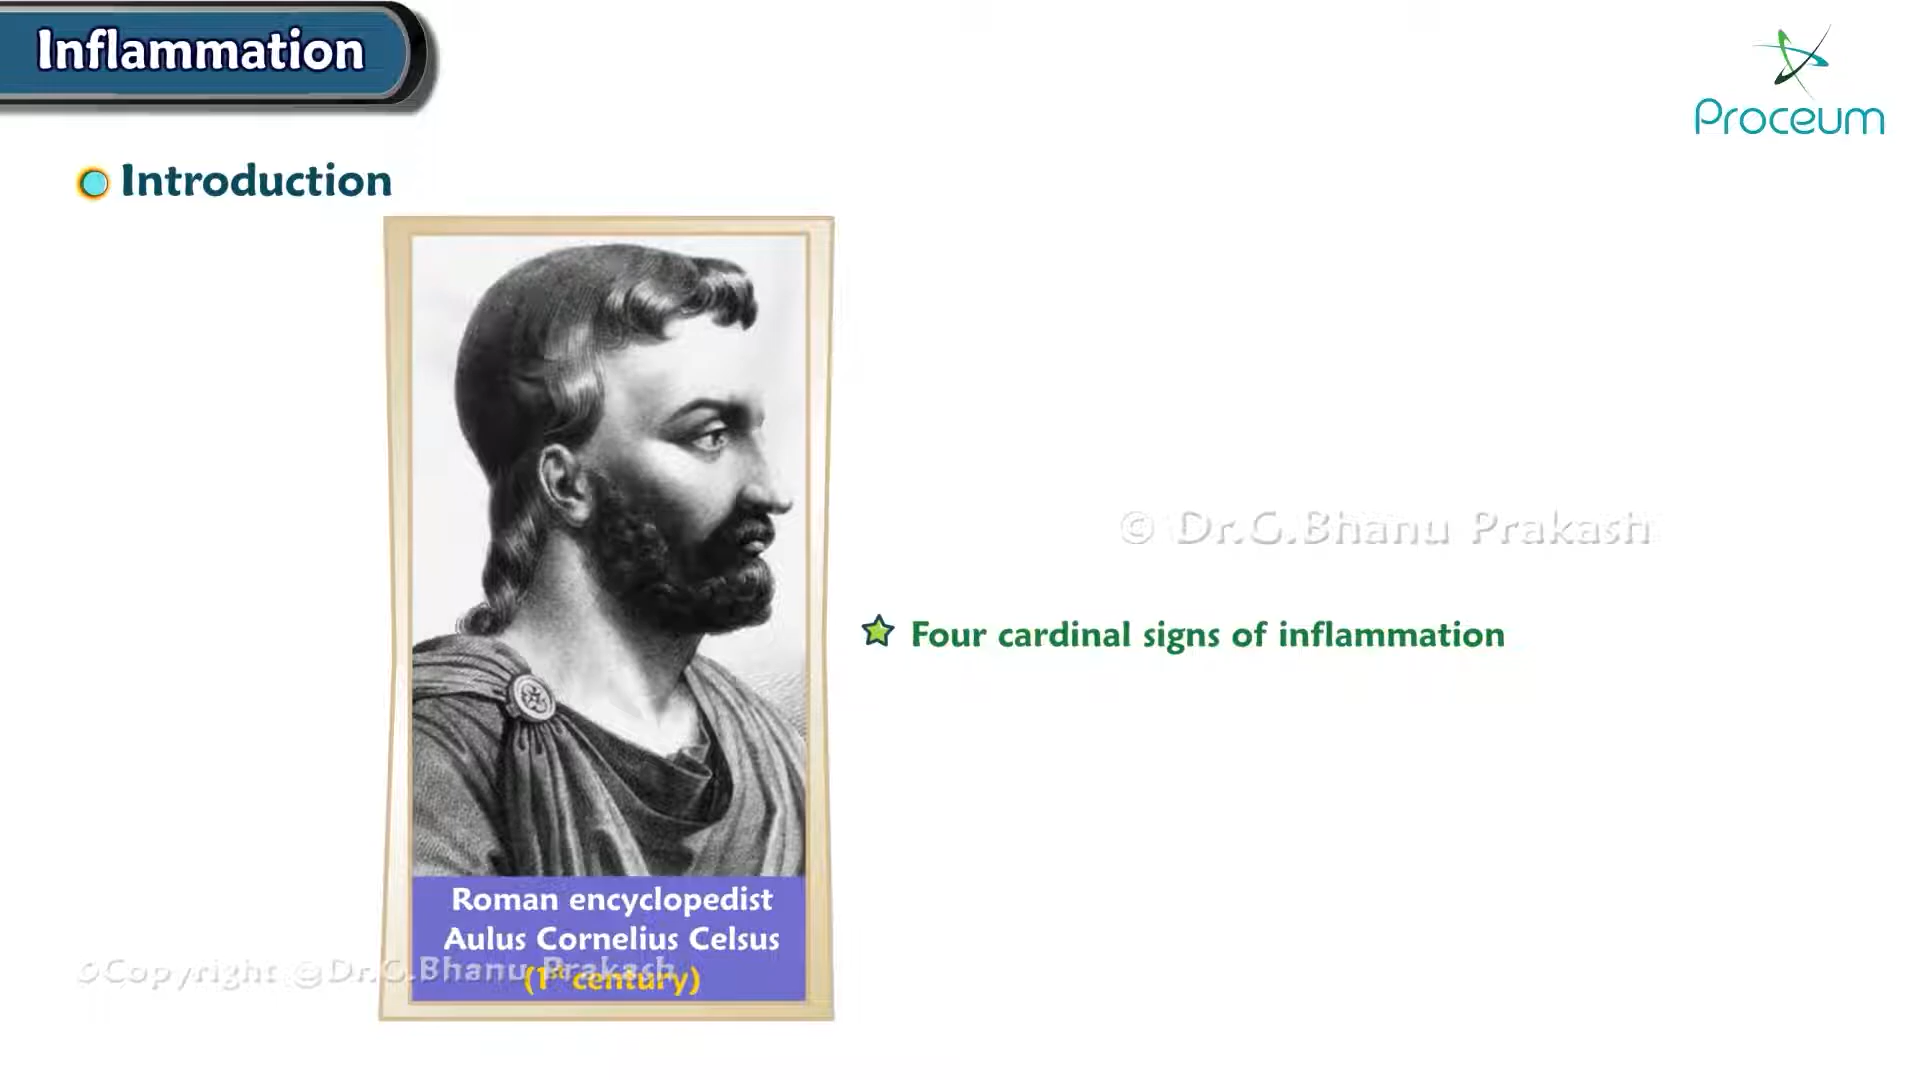 Inflammation
Proceum
Introduction
© Dr.G.Bhanu Prakash
Four cardinal signs of inflammation
Roman encyclopedist
Aulus Cornelius Celsus
(1st century)
©Copyright @Dr.G.Bhanu Prakash